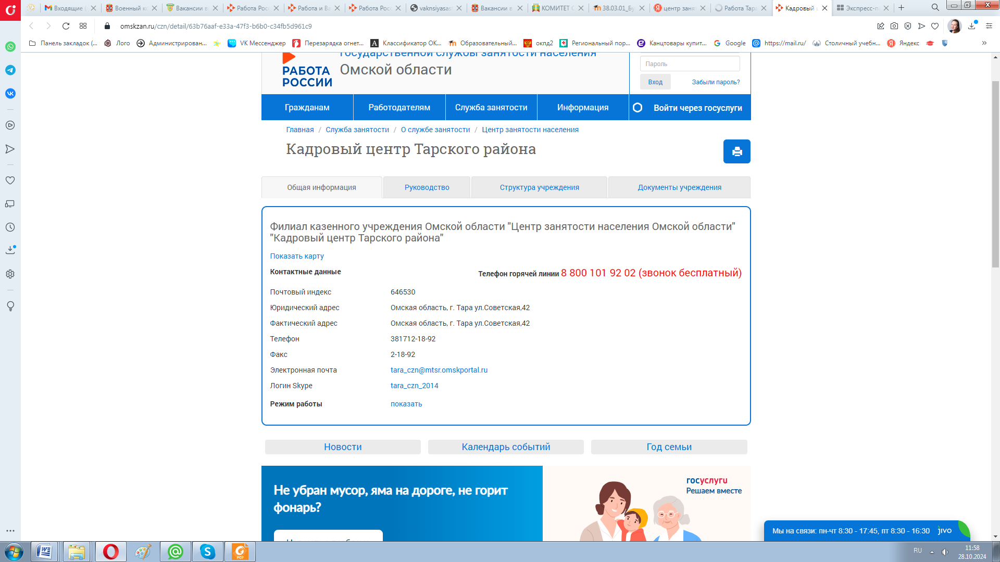 Входящие (
Военный к
Вакансии в
Работа Рос
Работа и Ва
Работа Рос
vaknsiyasast
Вакансии в
КОМИТЕТ С
38.03.01_Бу
центр заня
Работа Тара
Кадровый ц
Экспресс-п
omskzan.ru/czn/detail/63b76aaf-e33a-47f3-b6b0-c34fb5d961c9
Панель закладок (...
Лого
Администрирован...
VK Мессенджер
Перезарядка огнет...
Классификатор ОК...
Образовательный...
окпд2
Региональный пор...
Канцтовары купит...
Google
https://mail.ru/
Столичный учебн...
Яндекс
государственной службы занятости населения
Омской области
РАБОТА
РОССИИ
Пароль
Вход
Забыли пароль?
Гражданам
Работодателям
Служба занятости
Информация
Войти через госуслуги
Главная / Служба занятости / О службе занятости / Центр занятости населения
Кадровый центр Тарского района
Общая информация
Руководство
Структура учреждения
Документы учреждения
Филиал казенного учреждения Омской области "Центр занятости населения Омской области"
"Кадровый центр Тарского района"
Показать карту
Контактные данные
Телефон горячей линии 8 800 101 92 02 (звонок бесплатный)
Почтовый индекс 646530
Юридический адрес Омская область, г. Тара ул.Советская,42
Фактический адрес Омская область, г. Тара ул.Советская,42
Телефон 381712-18-92
Факс 2-18-92
Электронная почта tara_czn@mtsr.omskportal.ru
Логин Skype tara_czn_2014
Режим работы показать
Новости
Календарь событий
Год семьи
Не убран мусор, яма на дороге, не горит
фонарь?
госуслуги
Решаем вместе
Мы на связи: пн-чт 8:30 - 17:45, пт 8:30 - 16:30
jivo
RU
11:58
28.10.2024